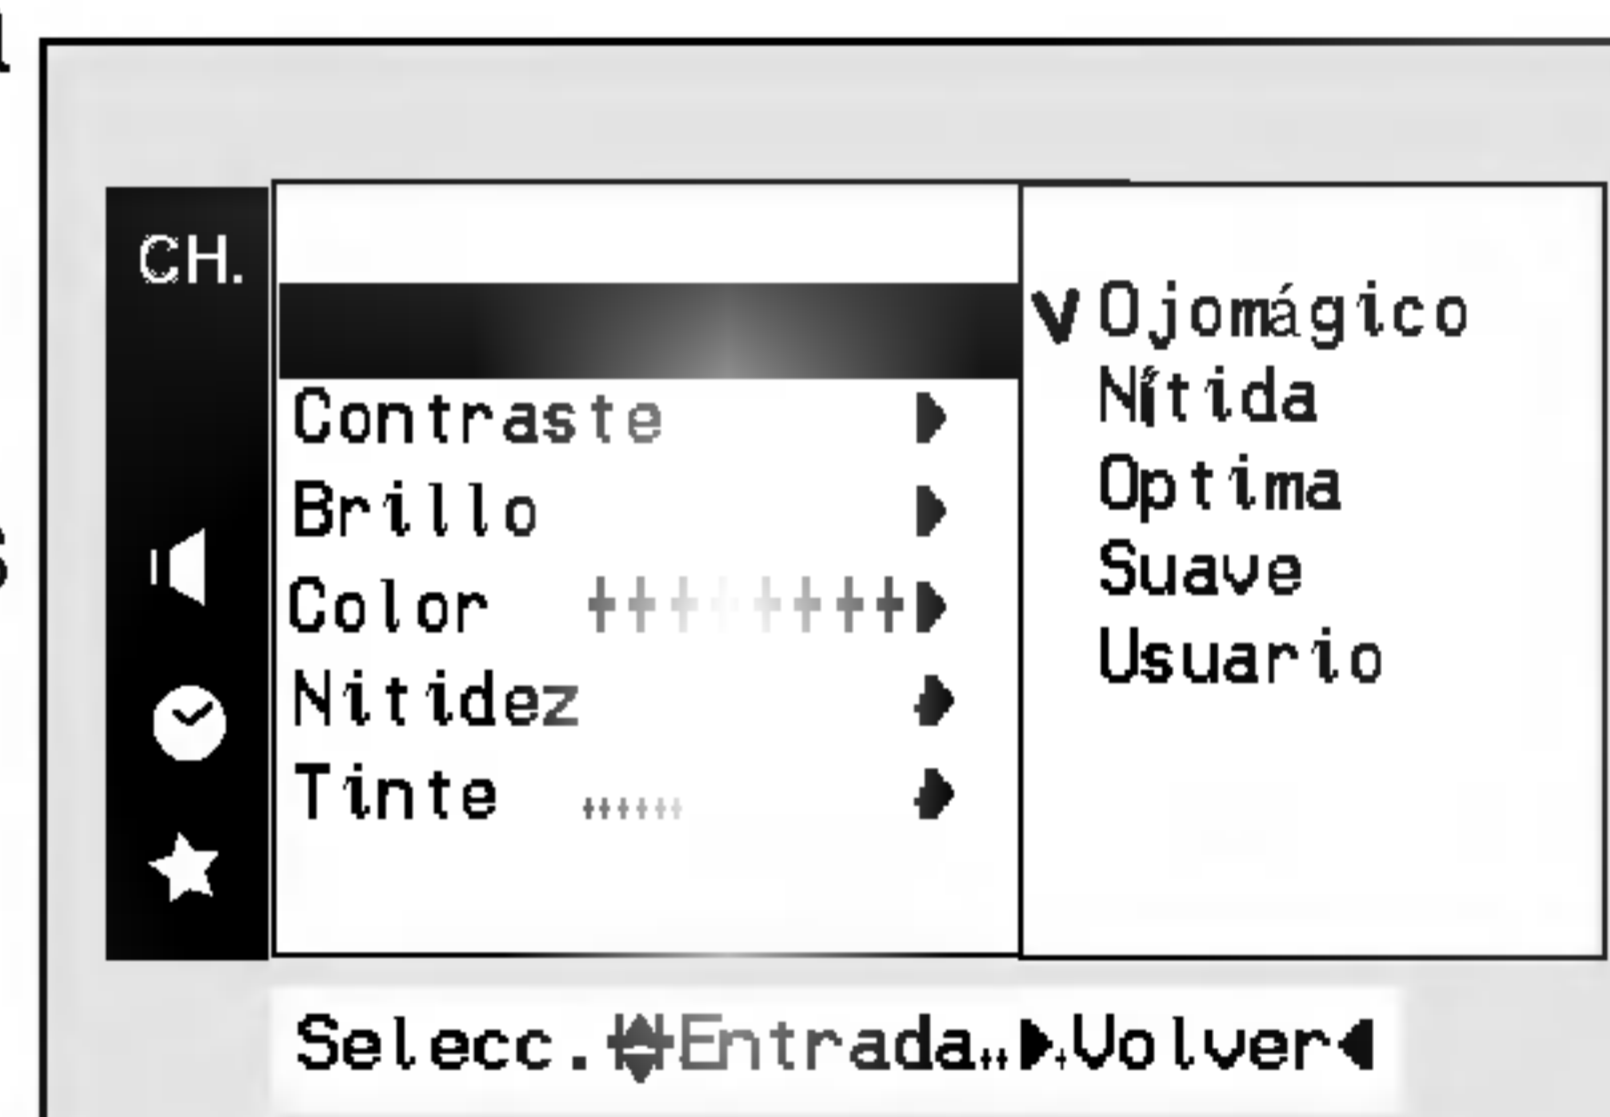 CH.
Contraste
Brillo
Color
Nitidez
Tinte
Ojomágico
Nítida
Optima
Suave
Usuario
Selecc. Entrada Volver